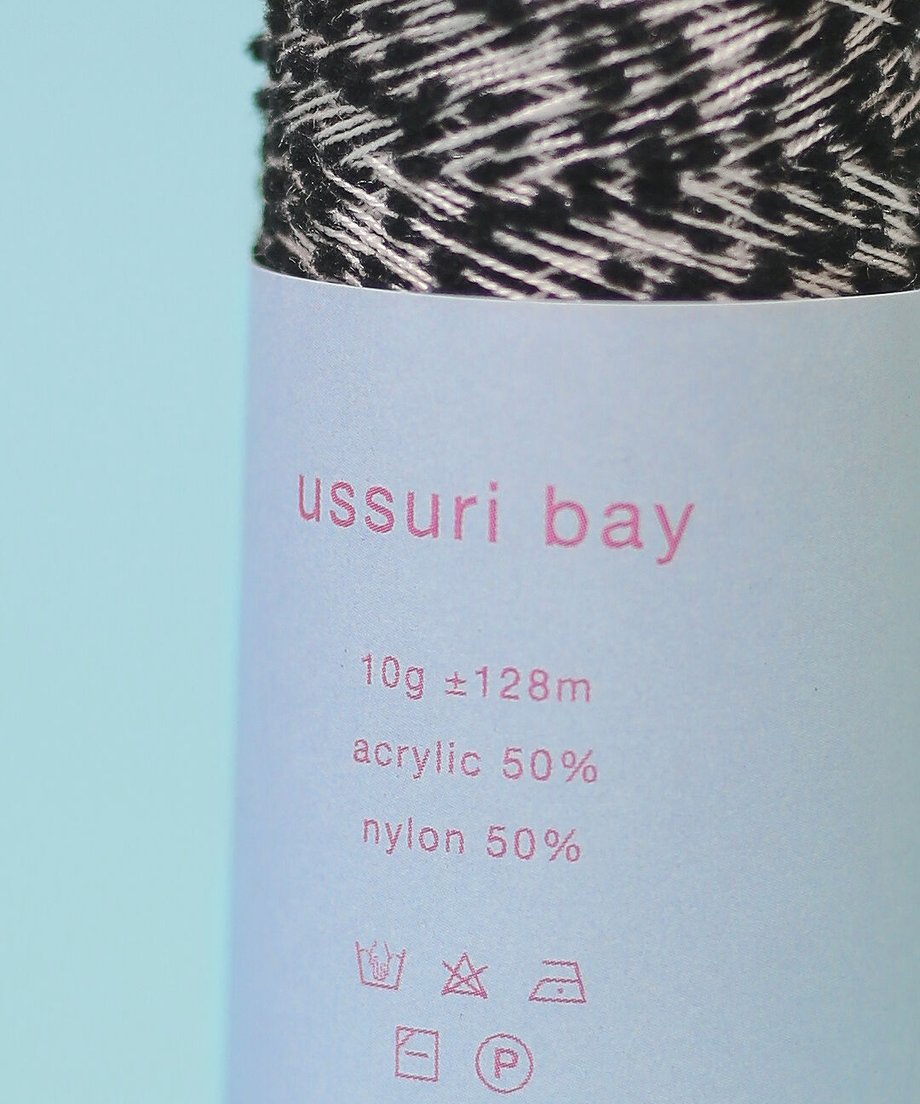 ussuri bay
10g ±128m
acrylic 50%
nylon 50%
P